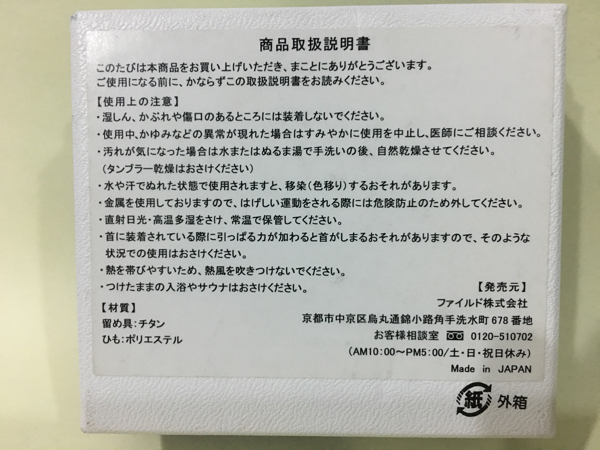 商品取扱説明書
このたびは本商品をお買い上げいただき、まことにありがとうございます。
ご使用になる前に、かならずこの取扱説明書をお読みください。
【使用上の注意】
・湿しん、かぶれや傷口のあるところには装着しないでください。
・使用中、かゆみなどの異常が現れた場合はすみやかに使用を中止し、医師にご相談ください。
・汚れが気になった場合は水またはぬるま湯で手洗いの後、自然乾燥させてください。
（タンブラー乾燥はおさけください）
・水や汗でぬれた状態で使用されますと、移染（色移り）するおそれがあります。
・金属を使用しておりますので、はげしい運動をされる際には危険防止のため外してください。
・直射日光・高温多湿をさけ、常温で保管してください。
・首に装着されている際に引っぱる力が加わると首がしまるおそれがありますので、そのような
状況での使用はおさけください。
・熱を帯びやすいため、熱風を吹きつけないでください。
・つけたままの入浴やサウナはおさけください。
【材質】
留め具：チタン
ひも：ポリエステル
【発売元】
ファイルド株式会社
京都市中京区烏丸通錦小路角手洗水町678番地
お客様相談室 0120-510702
（AM10:00～PM5:00/土・日・祝日休み）
Made in JAPAN
紙 外箱